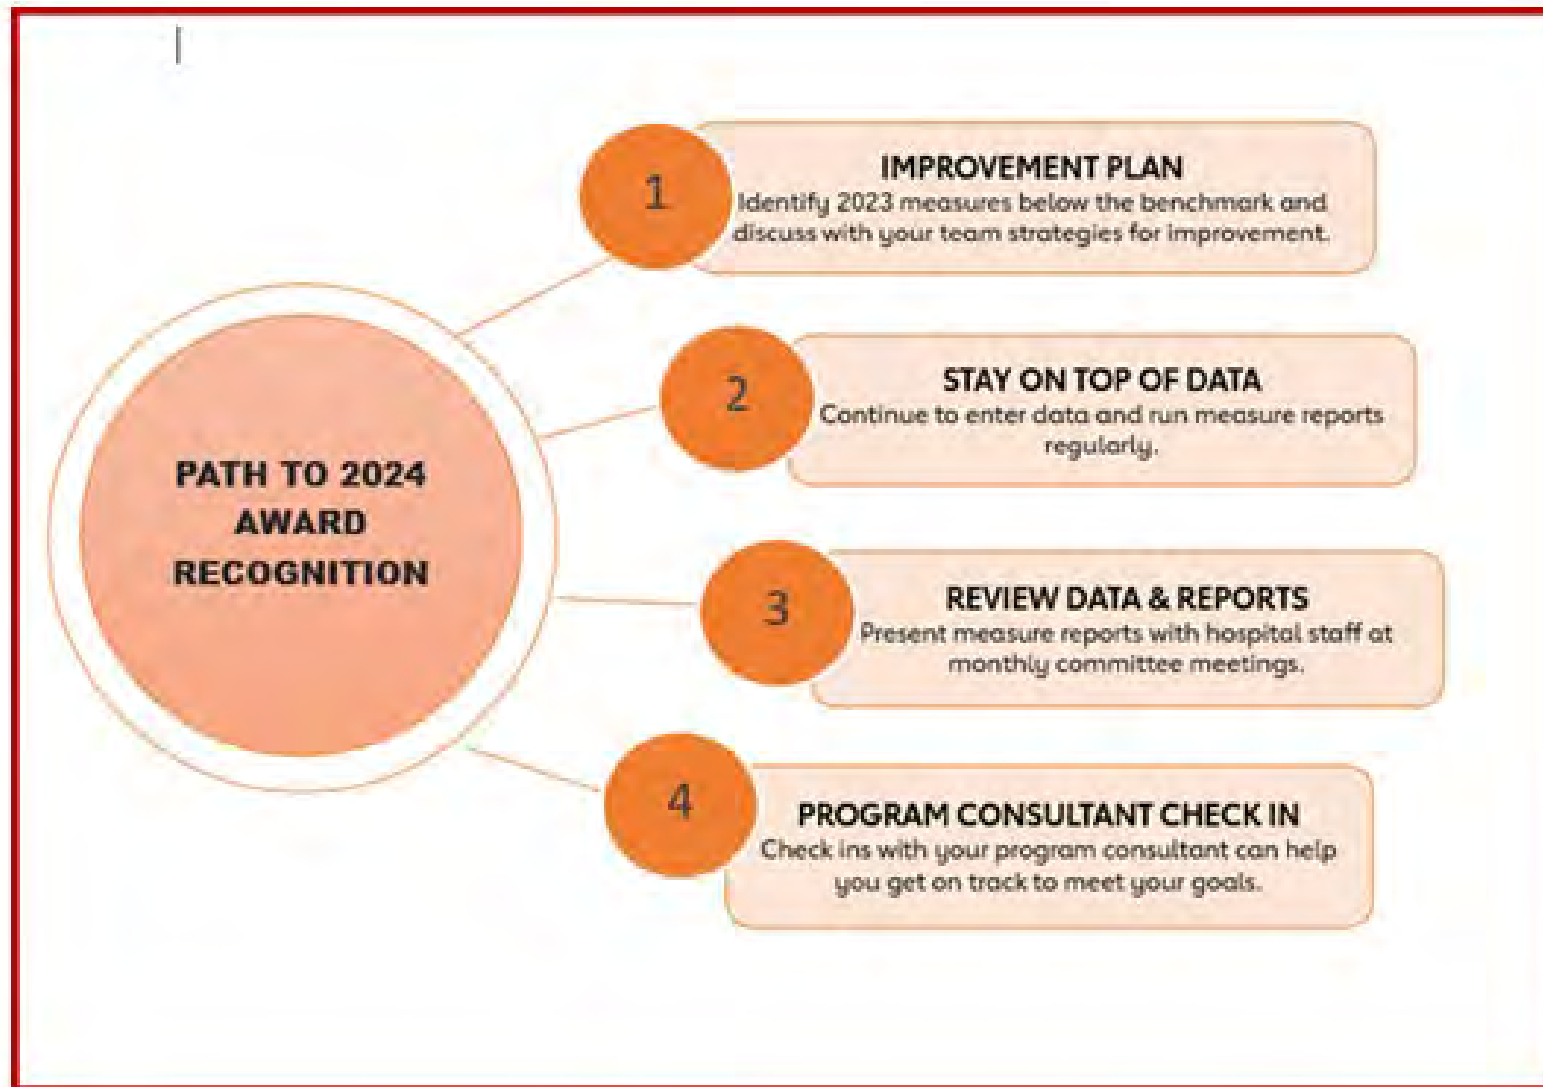 PATH TO 2024
AWARD
RECOGNITION
1
IMPROVEMENT PLAN
Identify 2023 measures below the benchmark and
discuss with your team strategies for improvement.
2
STAY ON TOP OF DATA
Continue to enter data and run measure reports
regularly.
3
REVIEW DATA & REPORTS
Present measure reports with hospital staff at
monthly committee meetings.
4
PROGRAM CONSULTANT CHECK IN
Check ins with your program consultant can help
you get on track to meet your goals.